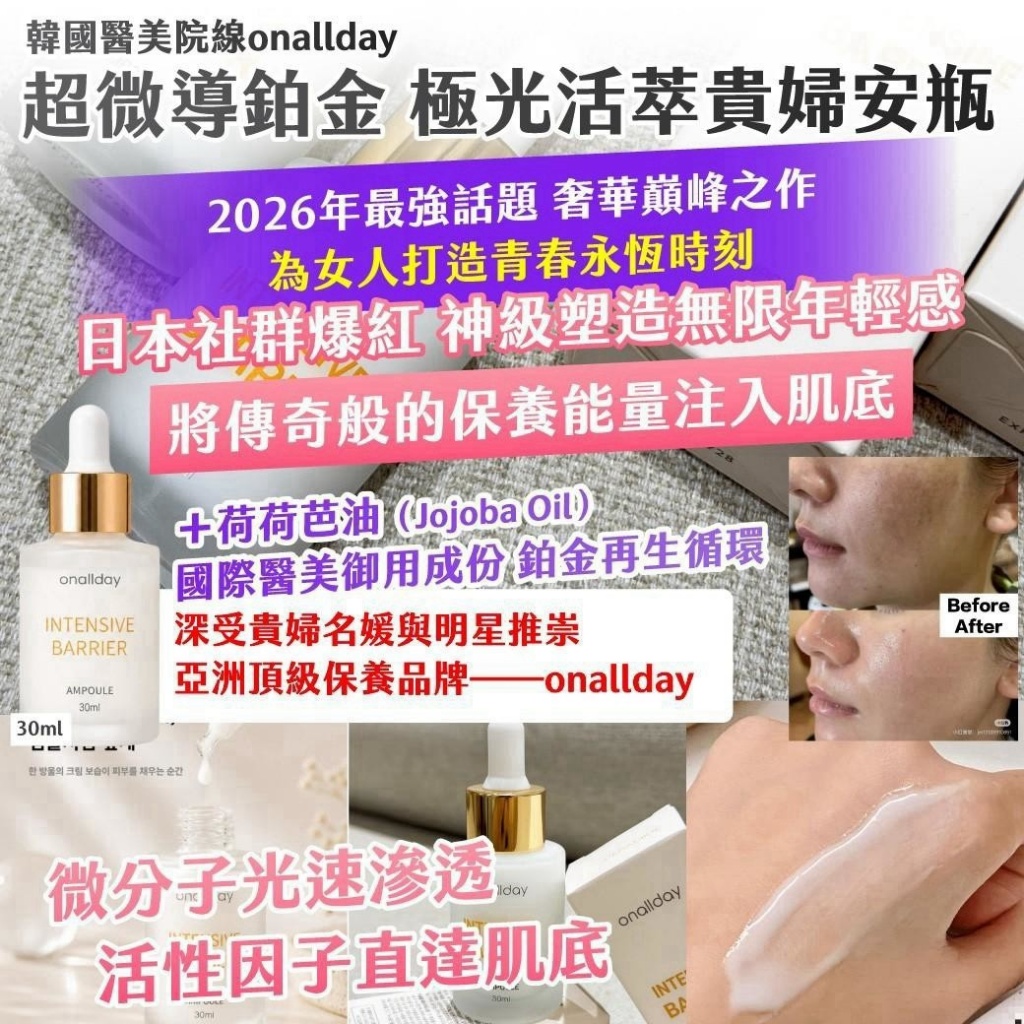 韓國醫美院線onallday
超微導鉑金 極光活萃貴婦安瓶
2026年最強話題 奢華巔峰之作
為女人打造青春永恆時刻
日本社群爆紅 神級塑造無限年輕感
將傳奇般的保養能量注入肌底
＋荷荷芭油（Jojoba Oil）
國際醫美御用成份 鉑金再生循環
深受貴婦名媛與明星推崇
亞洲頂級保養品牌——onallday
onallday
INTENSIVE
BARRIER
AMPOULE
30ml
30ml
Before
After
한 방울의 크림 보습이 피부를 채우는 순간
微分子光速滲透
活性因子直達肌底
onallday
AMPOULE
30ml
30ml